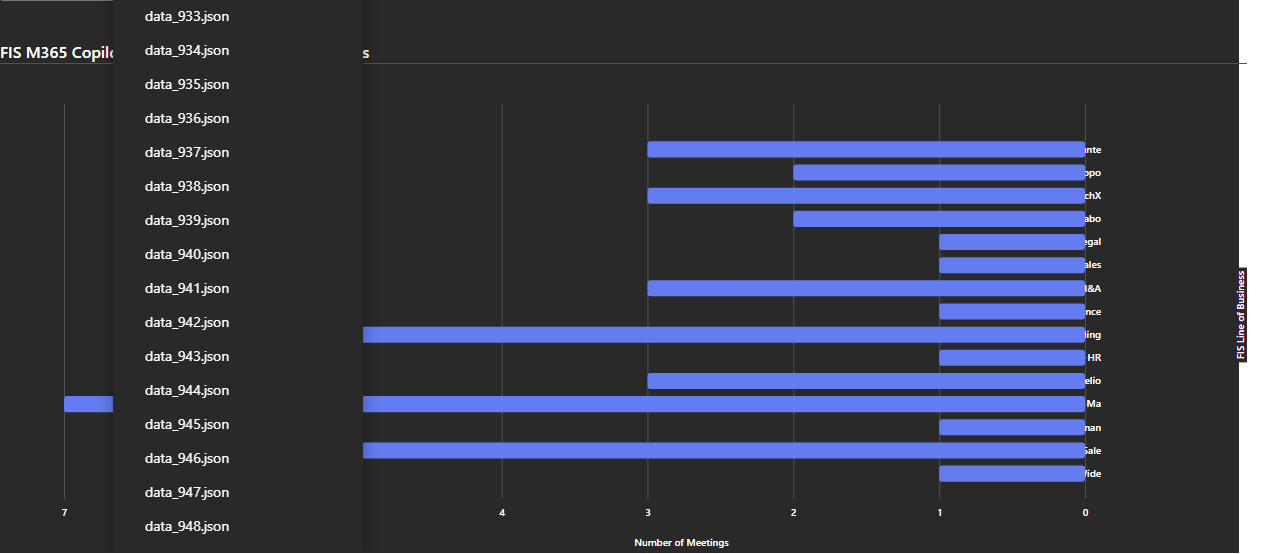 data_933.json
FIS M365 Copilo
s
data_934.json
data_935.json
data_936.json
data_937.json
data_938.json
data_939.json
data_940.json
data_941.json
data_942.json
data_943.json
data_944.json
data_945.json
data_946.json
data_947.json
data_948.json
nte
ppo
chX
abo
egal
ales
&A
nce
ling
HR
elio
Ma
nan
Sale
ide
FIS Line of Business
7
4
3
2
1
0
Number of Meetings